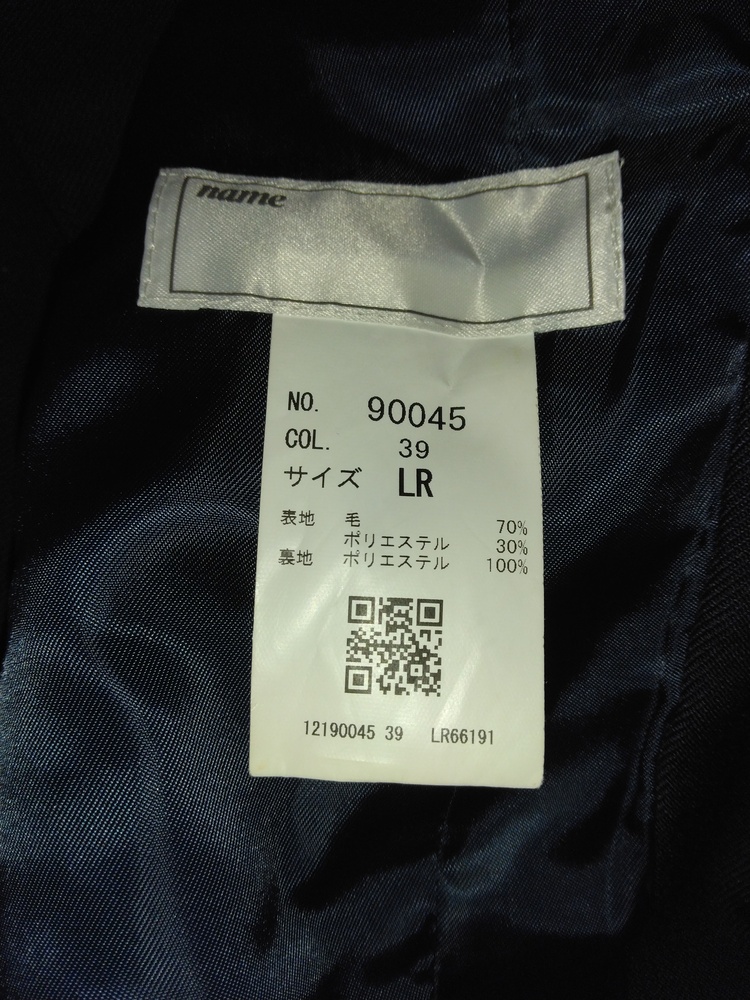 name
NO. 90045
COL. 39
サイズ LR
表地 毛 70%
ポリエステル 30%
裏地 ポリエステル 100%
12190045 39 LR66191